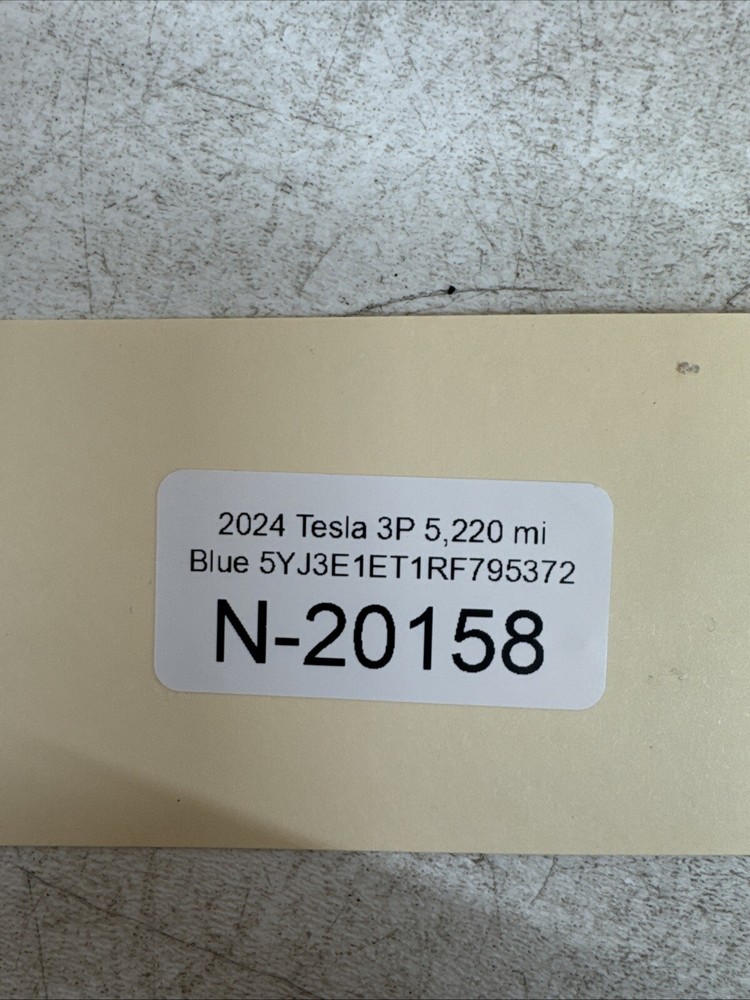 2024 Tesla 3P 5,220 mi
Blue 5YJ3E1ET1RF795372
N-20158